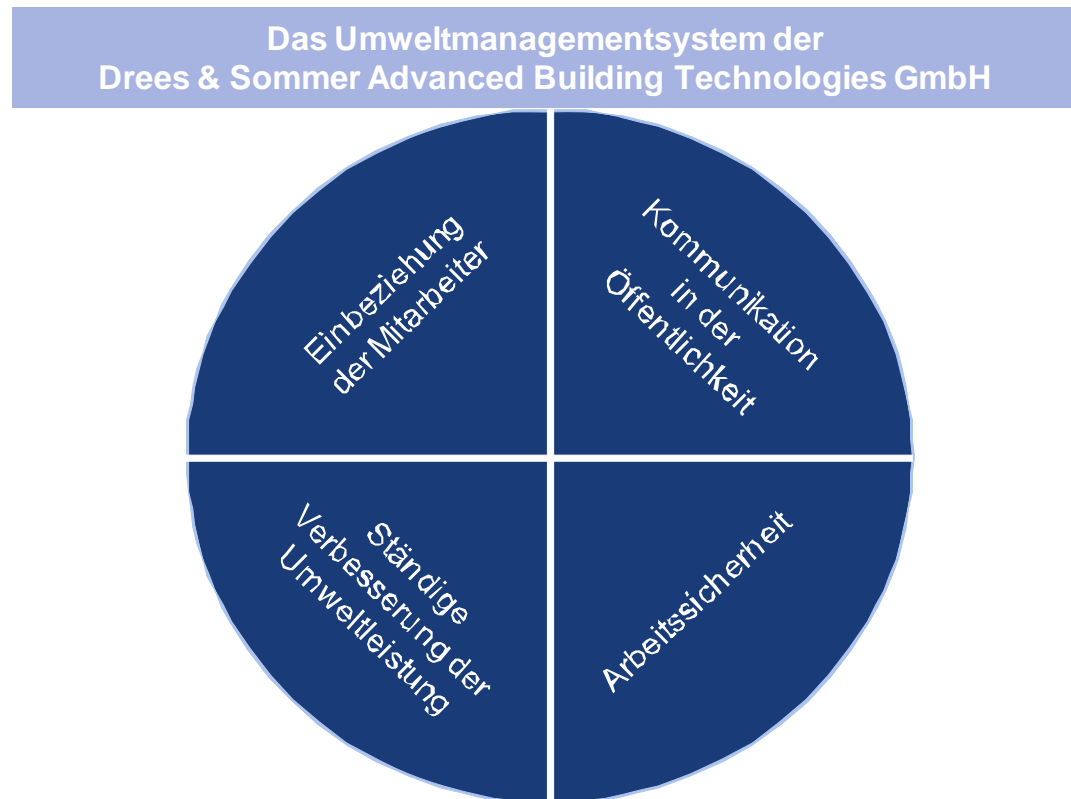 Das Umweltmanagementsystem der
Drees & Sommer Advanced Building Technologies GmbH
Einbeziehung
der Mitarbeiter
Kommunikation
in der
Öffentlichkeit
Ständige
Verbesserung der
Umweltleistung
Arbeitssicherheit